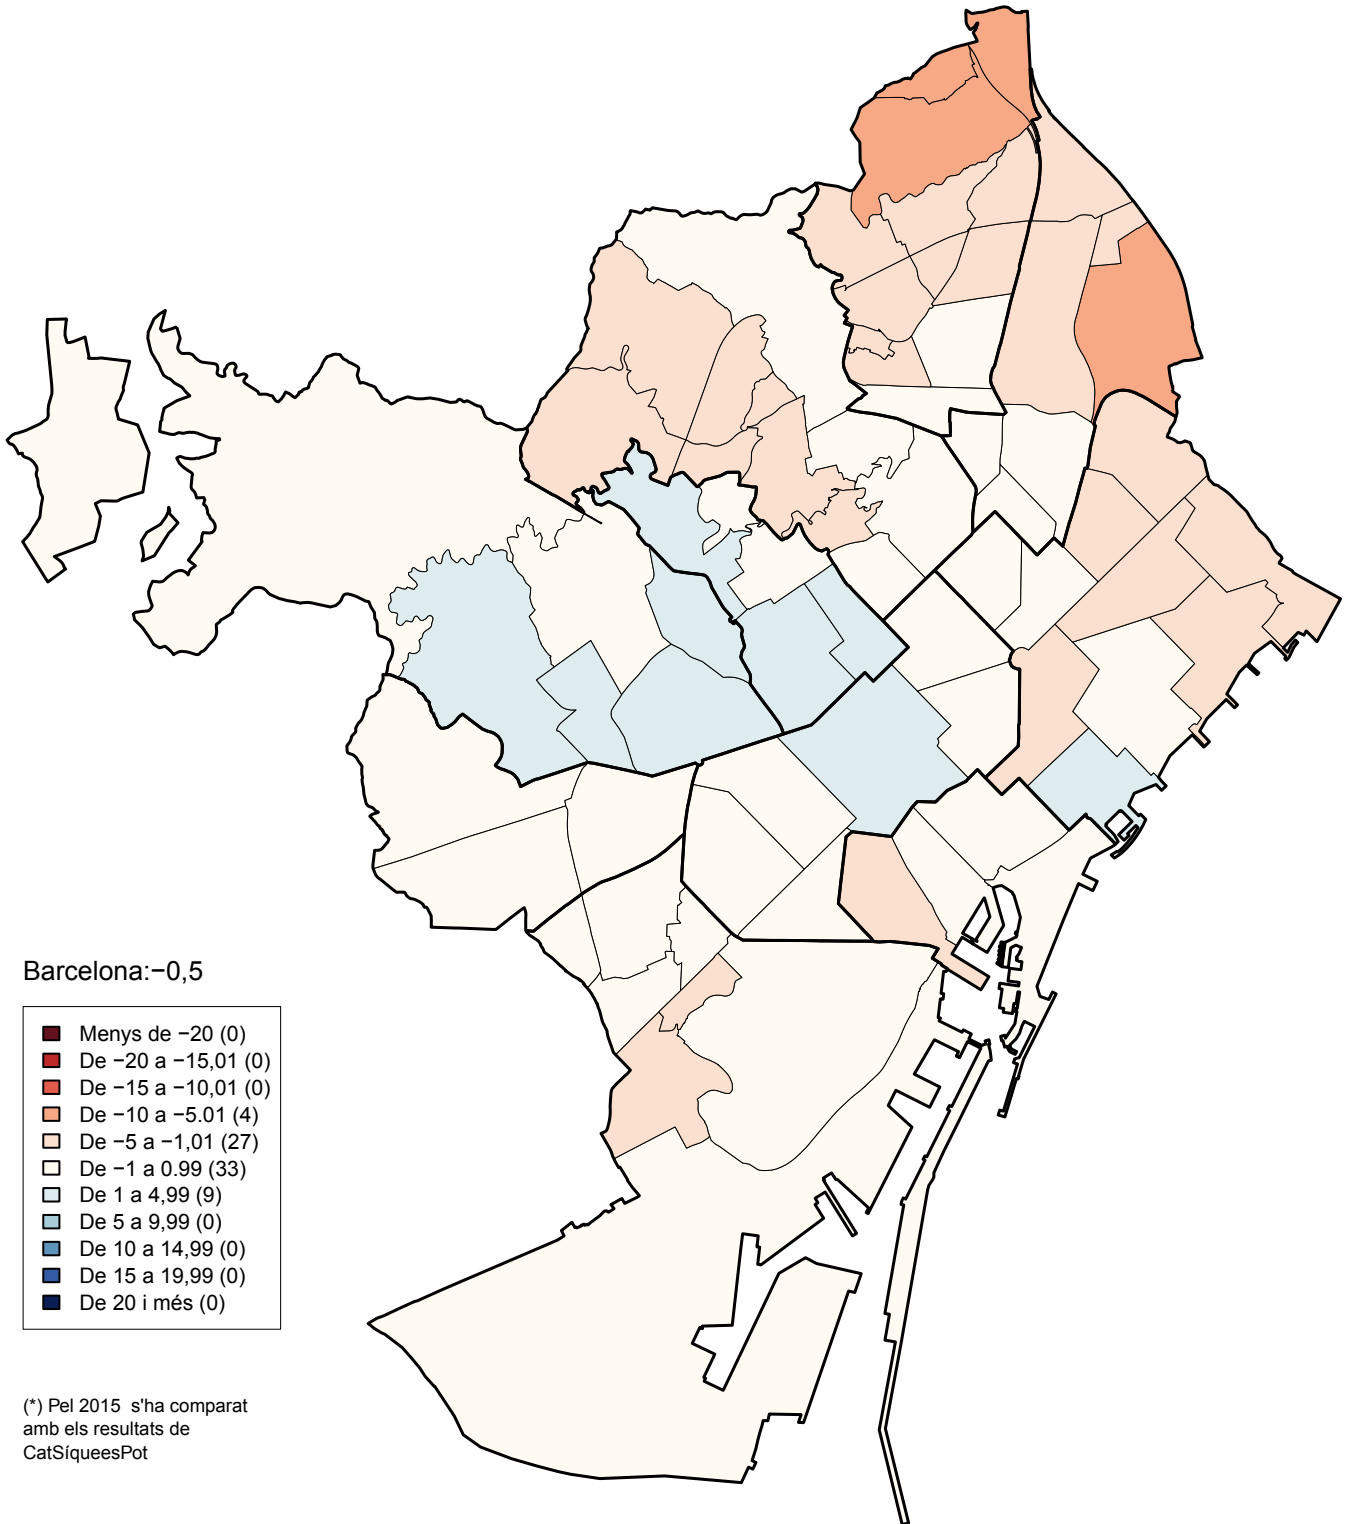 Barcelona:−0,5
Menys de −20 (0)
De −20 a −15,01 (0)
De −15 a −10,01 (0)
De −10 a −5.01 (4)
De −5 a −1,01 (27)
De −1 a 0.99 (33)
De 1 a 4,99 (9)
De 5 a 9,99 (0)
De 10 a 14,99 (0)
De 15 a 19,99 (0)
De 20 i més (0)
(*) Pel 2015 s'ha comparat
amb els resultats de
CatSíqueesPot